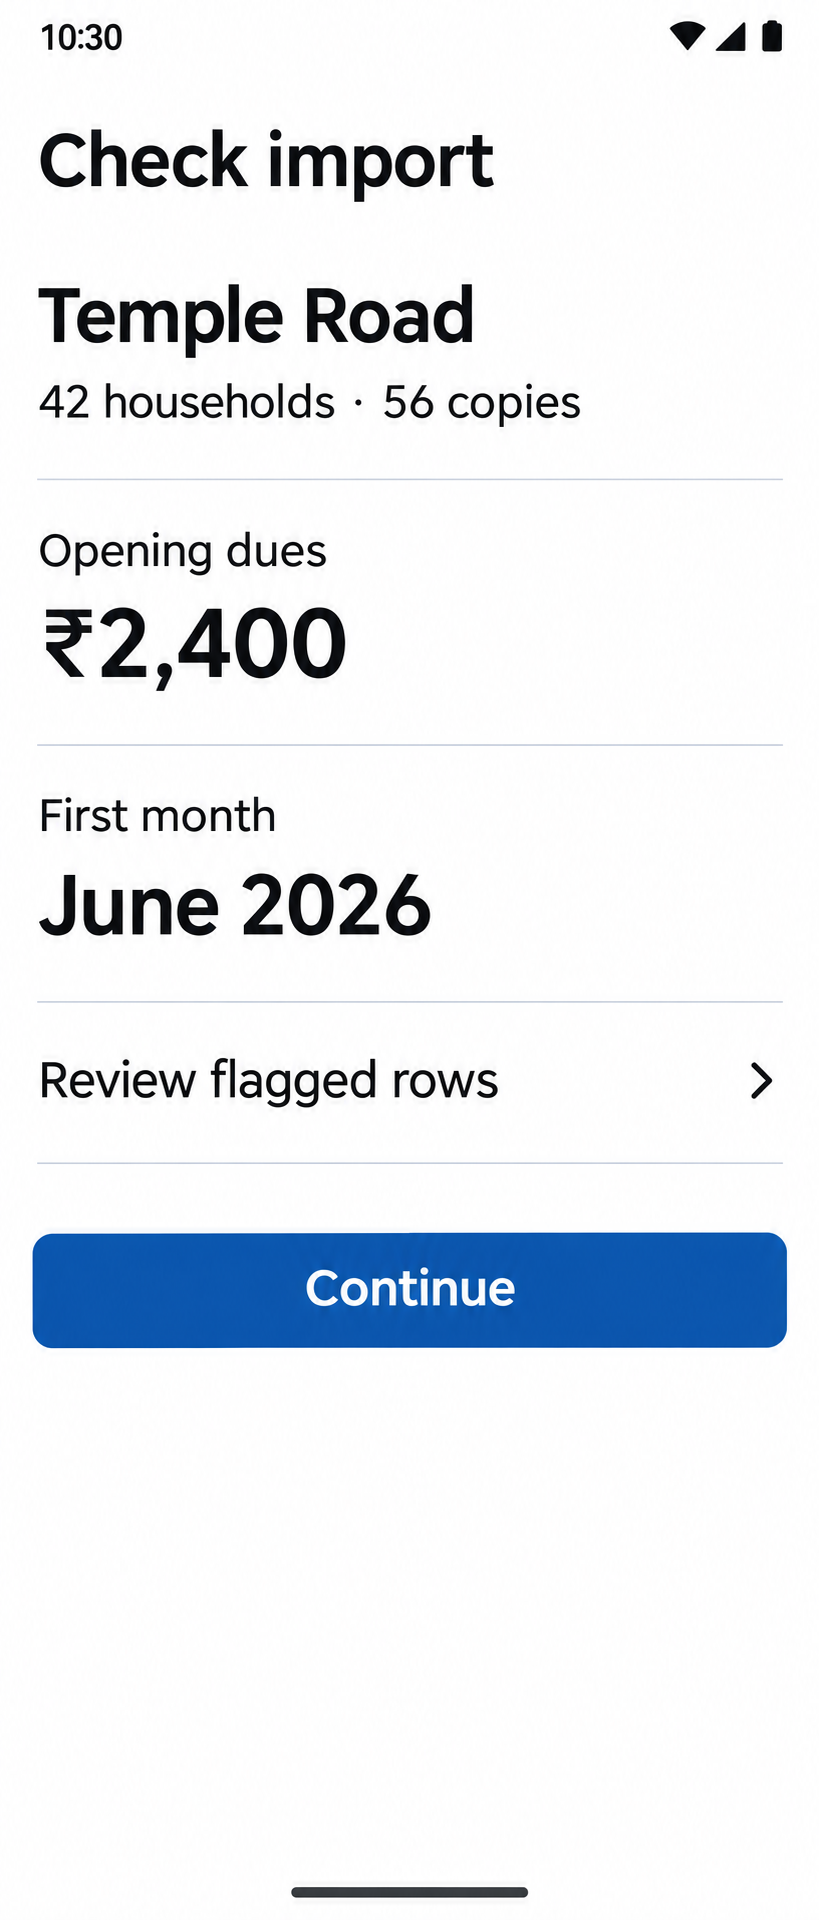 10:30
Check import
Temple Road
42 households · 56 copies
Opening dues
₹2,400
First month
June 2026
Review flagged rows
Continue